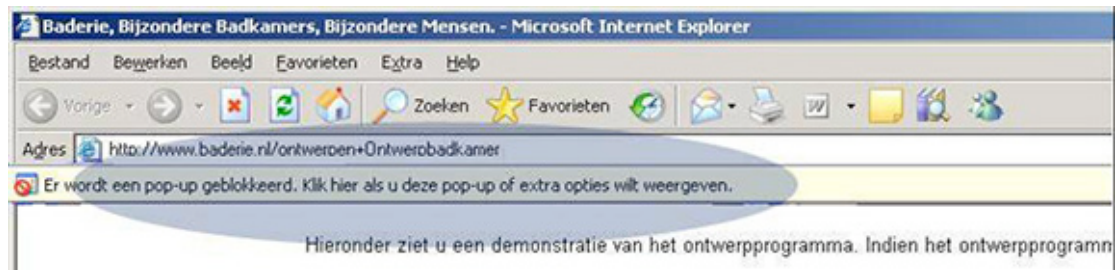 Baderie, Bijzondere Badkamers, Bijzondere Mensen. - Microsoft Internet Explorer
Bestand Bewerken Beeld Favorieten Extra Help
Vorige Zoeken Favorieten
Adres http://www.baderie.nl/ontwerpen+Ontwerpbadkamer
Er wordt een pop-up geblokkeerd. Klik hier als u deze pop-up of extra opties wilt weergeven.
Hieronder ziet u een demonstratie van het ontwerpprogramma. Indien het ontwerpprogramm